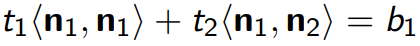 t₁⟨n₁, n₁⟩ + t₂⟨n₁, n₂⟩ = b₁